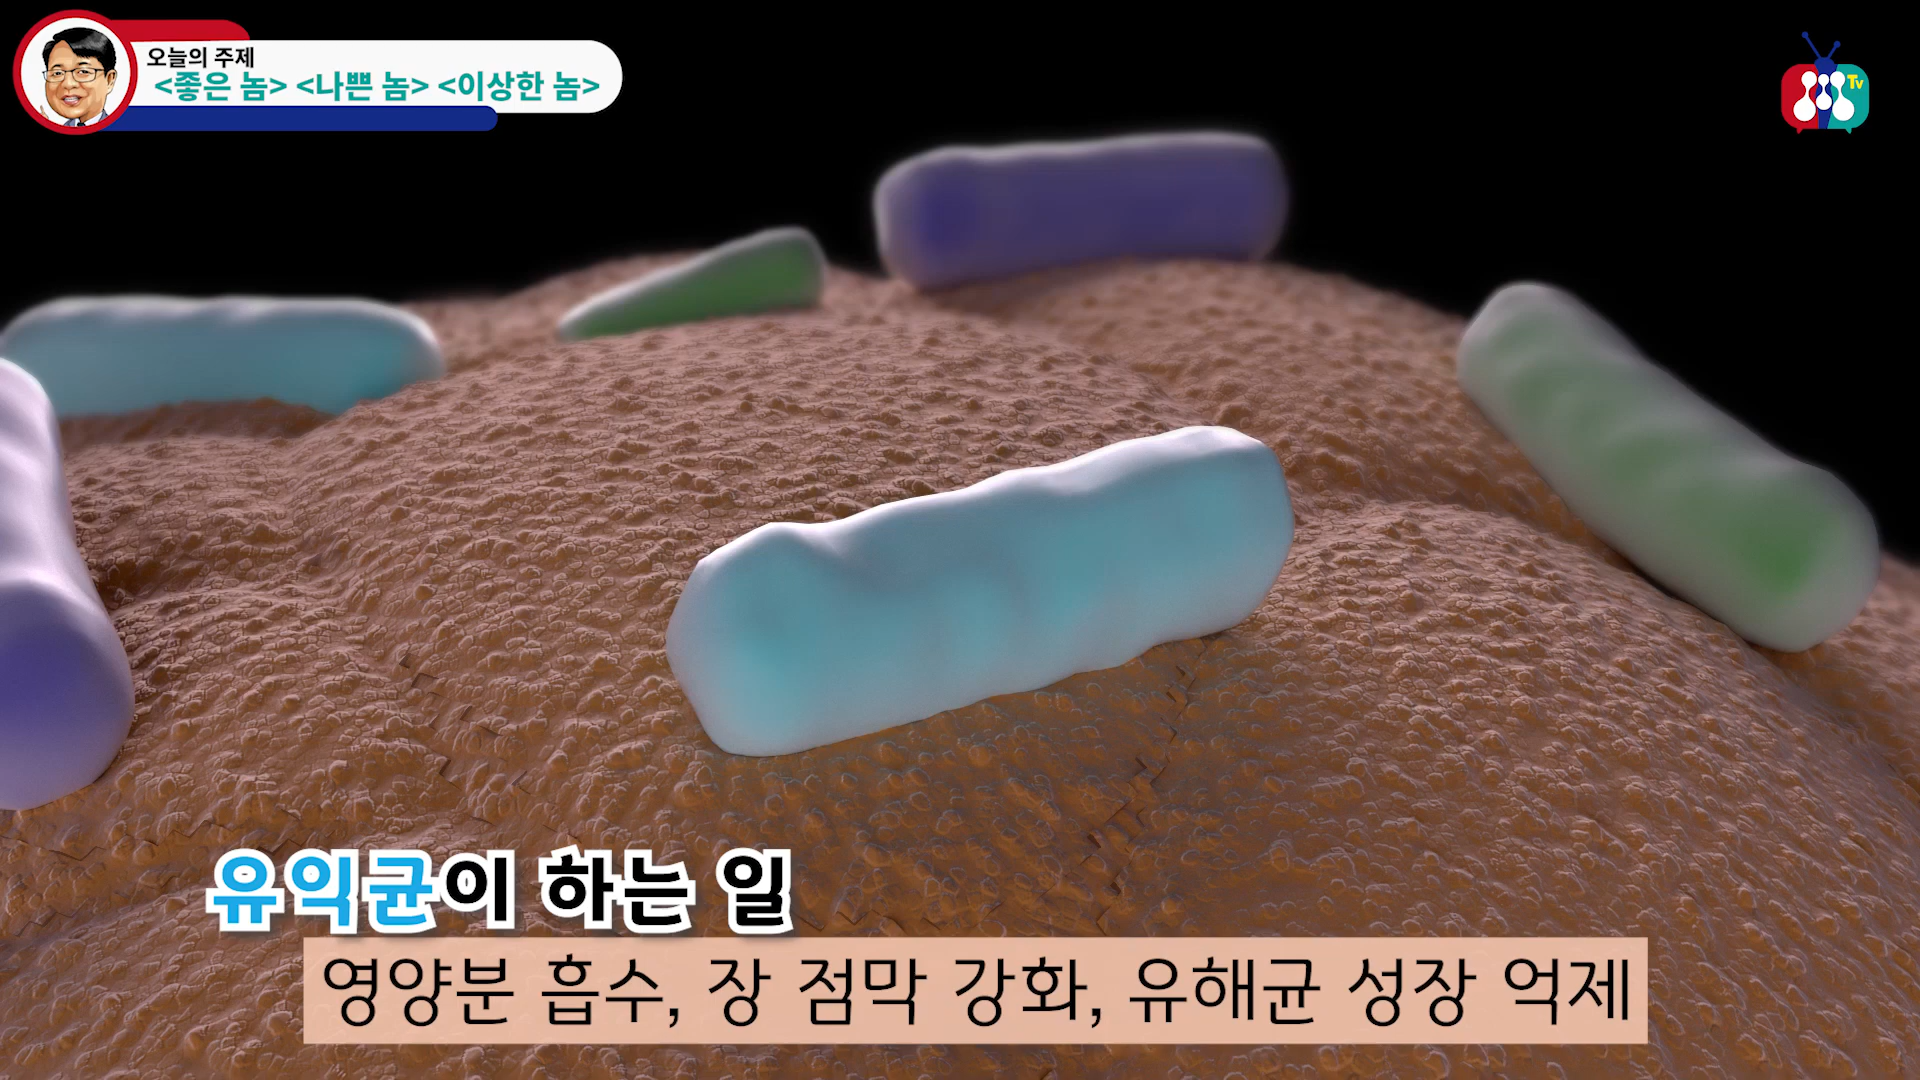 오늘의 주제
<좋은 놈> <나쁜 놈> <이상한 놈>
Tv
유익균이 하는 일
영양분 흡수, 장 점막 강화, 유해균 성장 억제